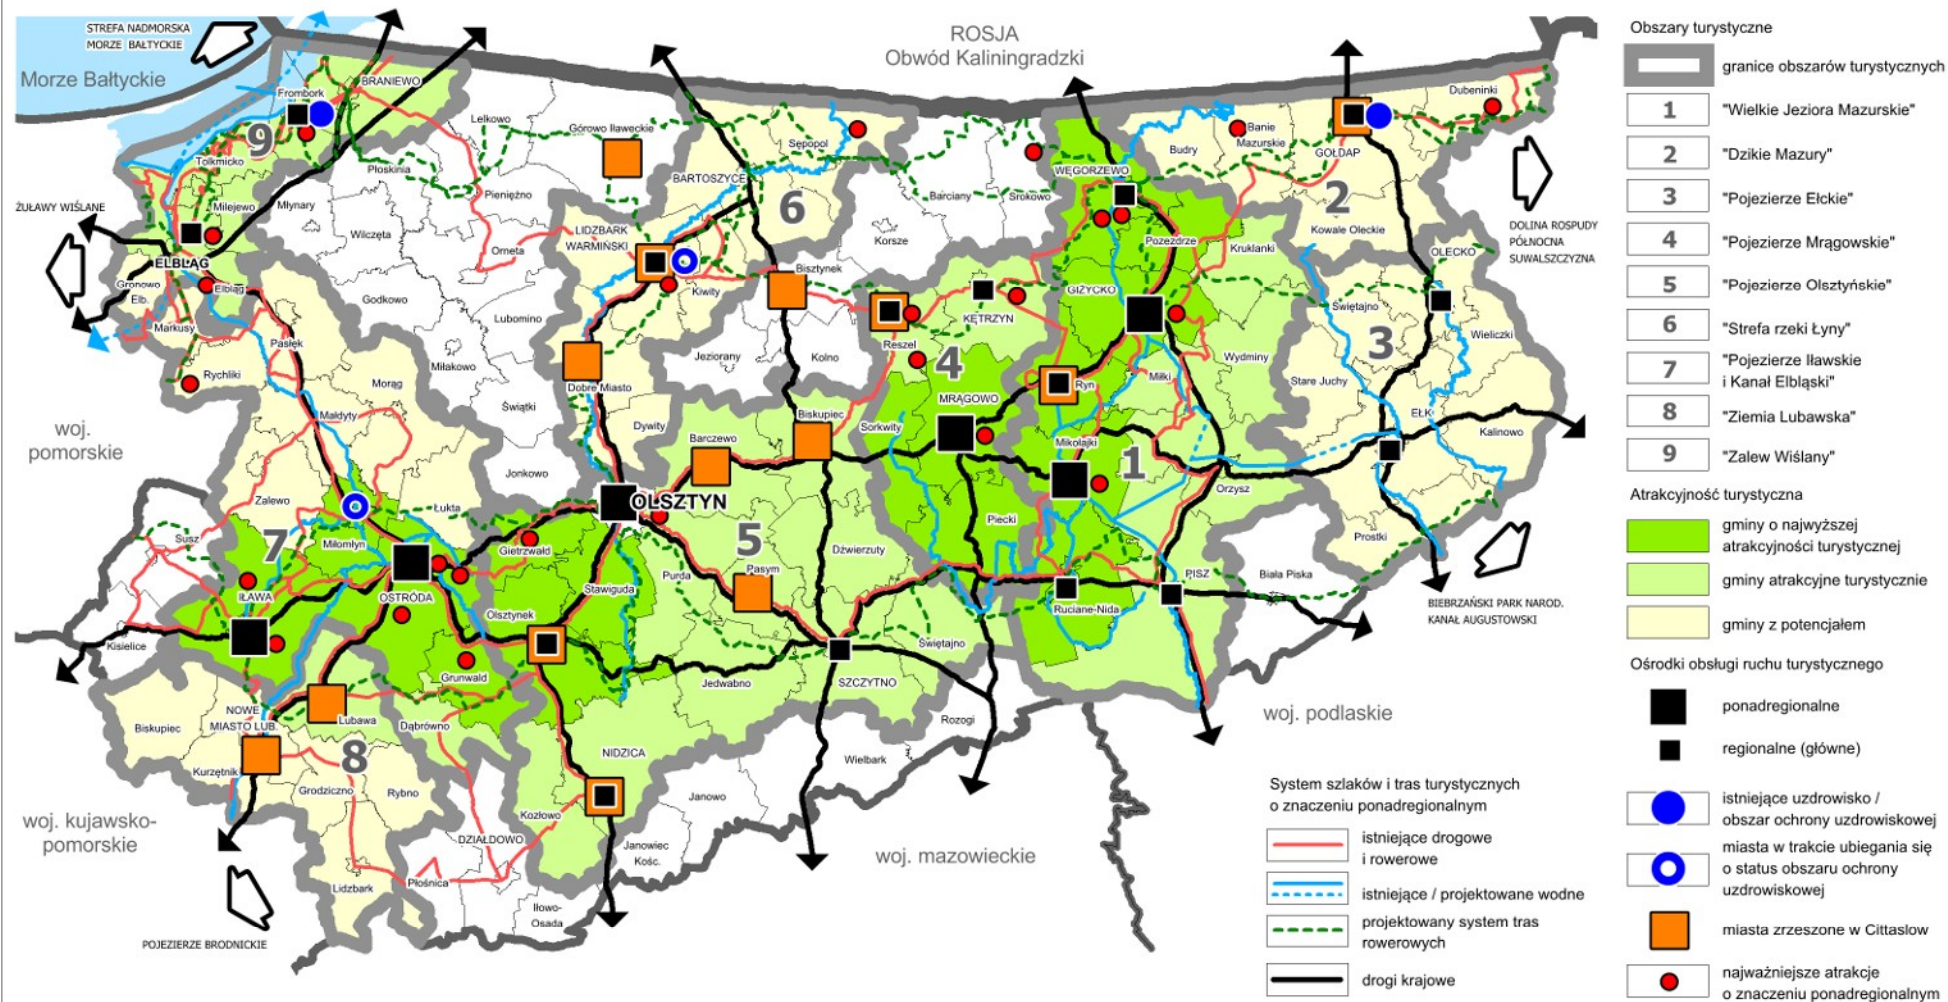 STREFA NADMORSKA
MORZE BAŁTYCKIE
Morze Bałtyckie
ROSJA
Obwód Kaliningradzki
BRANIEWO
Frombork
9
Tolkmicko
Płoskinia
Lelkowo
Górowo Iławeckie
Pieniężno
Sępopol
BARTOSZYCE
6
Barciany
Srokowo
WĘGORZEWO
Budry
Banie
Mazurskie
GOŁDAP
Dubeninki
2
Kowale Oleckie
DOLINA ROSPUDY
PÓŁNOCNA
SUWALSZCZYZNA
ŻUŁAWY WIŚLANE
Milejewo
Młynary
Wilczęta
Orneta
LIDZBARK
WARMIŃSKI
Korsze
Pozezdrze
Kruklanki
OLECKO
ELBLĄG
Gronowo
Elb.
Elbląg
Godkowo
Kiwity
Bisztynek
GIŻYCKO
Świętajno
Markusy
Pasłęk
Lubomino
KĘTRZYN
Reszel
Wieliczki
3
Rychliki
Miłakowo
Jeziorany
Kolno
4
Wydminy
Morąg
Dobre Miasto
Ryn
Miłki
Stare Juchy
Świątki
MRĄGOWO
Małdyty
Dywity
Biskupiec
Sorkwity
Mikołajki
EŁK
Kalinowo
woj.
pomorskie
Barczewo
1
Jonkowo
Orzysz
Zalewo
Łukta
OLSZTYN
Piecki
Prostki
Susz
7
Miłomłyn
Gietrzwałd
5
Dźwierzuty
Purda
Pasym
IŁAWA
OSTRÓDA
Stawiguda
PISZ
Biała Piska
Olsztynek
Ruciane-Nida
BIEBRZAŃSKI PARK NAROD.
KANAŁ AUGUSTOWSKI
Kisielice
Świętajno
Grunwald
Jedwabno
SZCZYTNO
NOWE
MIASTO LUB.
Biskupiec
Lubawa
Dąbrówno
Rozogi
woj. podlaskie
8
NIDZICA
Wielbark
Kurzętnik
Grodziczno
Rybno
Janowo
Kozłowo
woj. kujawsko-
pomorskie
DZIAŁDOWO
Janowiec
Kośc.
woj. mazowieckie
Lidzbark
Płośnica
Iłowo-
Osada
POJEZIERZE BRODNICKIE
System szlaków i tras turystycznych
o znaczeniu ponadregionalnym
istniejące drogowe
i rowerowe
istniejące / projektowane wodne
projektowany system tras
rowerowych
drogi krajowe
Obszary turystyczne
granice obszarów turystycznych
1 "Wielkie Jeziora Mazurskie"
2 "Dzikie Mazury"
3 "Pojezierze Ełckie"
4 "Pojezierze Mrągowskie"
5 "Pojezierze Olsztyńskie"
6 "Strefa rzeki Łyny"
7 "Pojezierze Iławskie
i Kanał Elbląski"
8 "Ziemia Lubawska"
9 "Zalew Wiślany"
Atrakcyjność turystyczna
gminy o najwyższej
atrakcyjności turystycznej
gminy atrakcyjne turystycznie
gminy z potencjałem
Ośrodki obsługi ruchu turystycznego
ponadregionalne
regionalne (główne)
istniejące uzdrowisko /
obszar ochrony uzdrowiskowej
miasta w trakcie ubiegania się
o status obszaru ochrony
uzdrowiskowej
miasta zrzeszone w Cittaslow
najważniejsze atrakcje
o znaczeniu ponadregionalnym